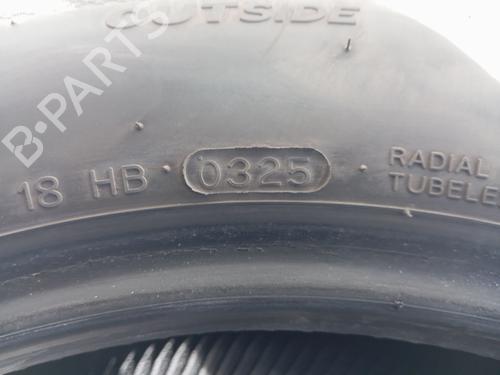 OUTSIDE
B-PARTS
18 HB 0325
RADIAL
TUBELE